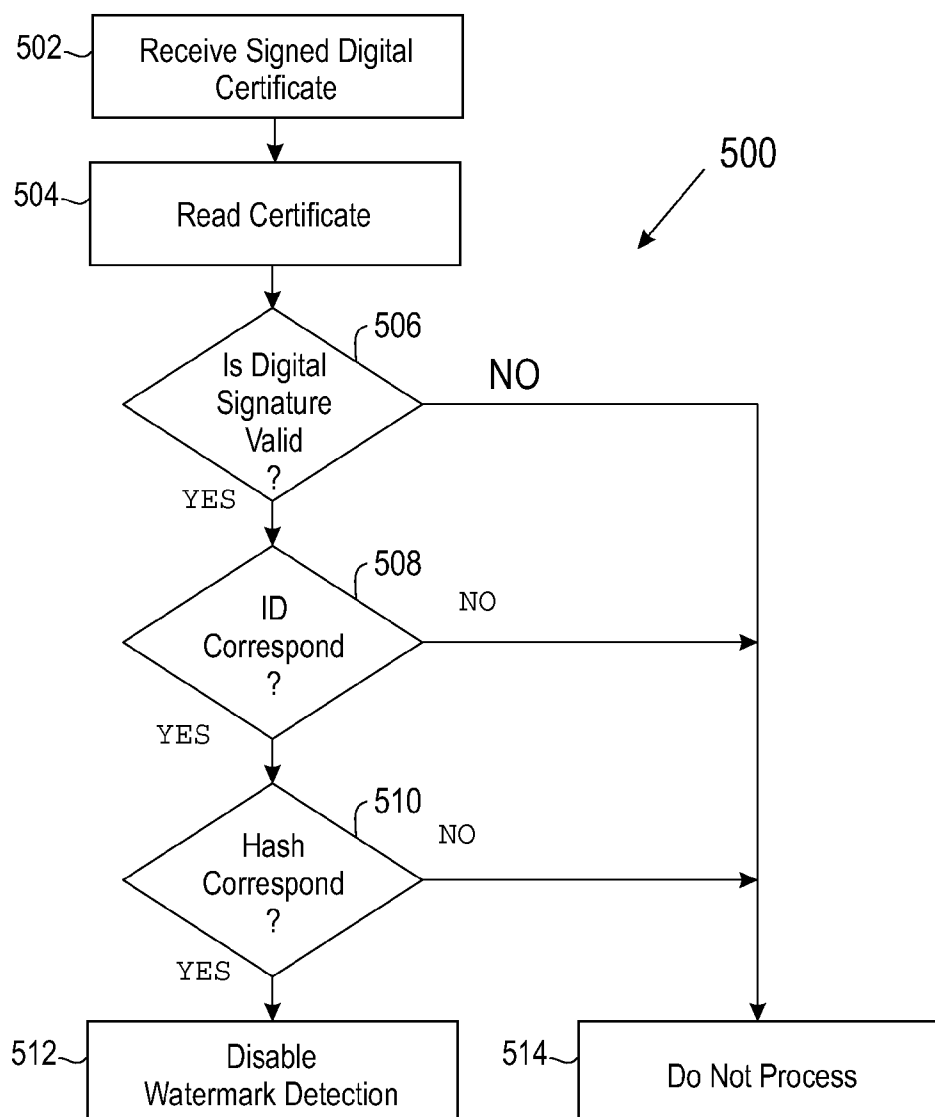 502
Receive Signed Digital
Certificate
500
504
Read Certificate
506
Is Digital
Signature
Valid
?
NO
YES
508
ID
Correspond
?
NO
YES
510
Hash
Correspond
?
NO
YES
512
Disable
Watermark Detection
514
Do Not Process